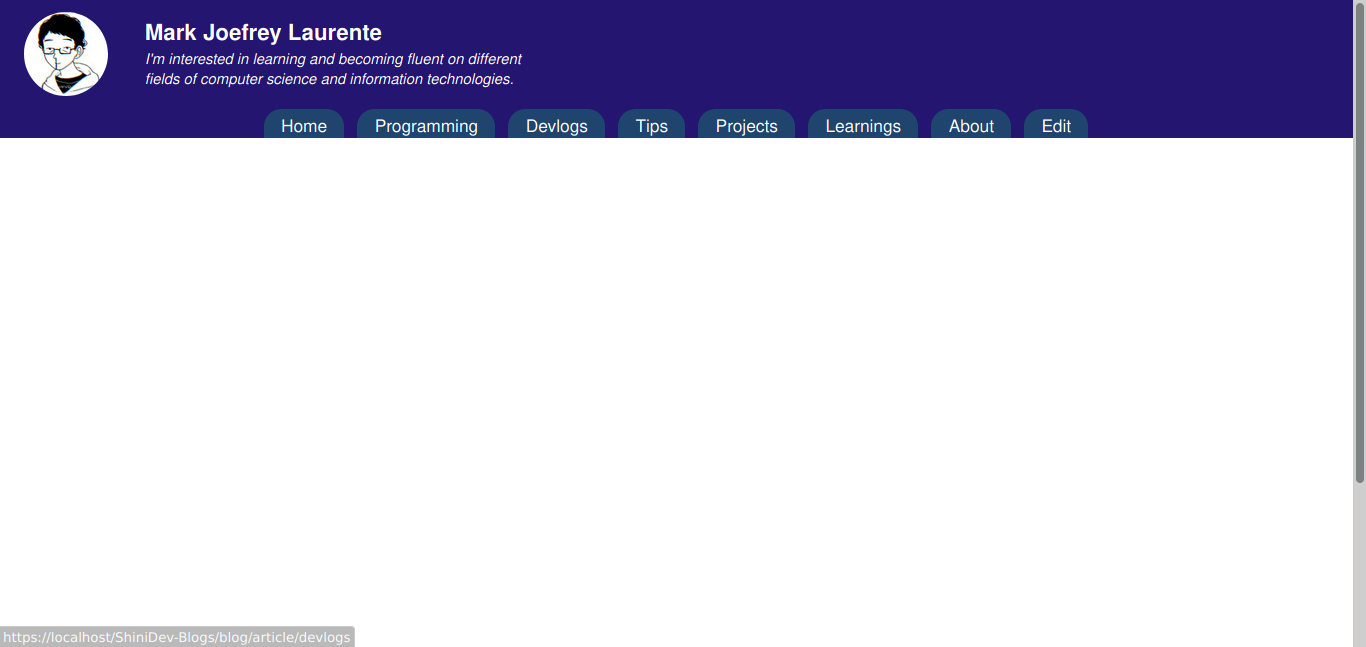 Mark Joefrey Laurente
I'm interested in learning and becoming fluent on different
fields of computer science and information technologies.
Home Programming Devlogs Tips Projects Learnings About Edit
https://localhost/ShiniDev-Blogs/blog/article/devlogs